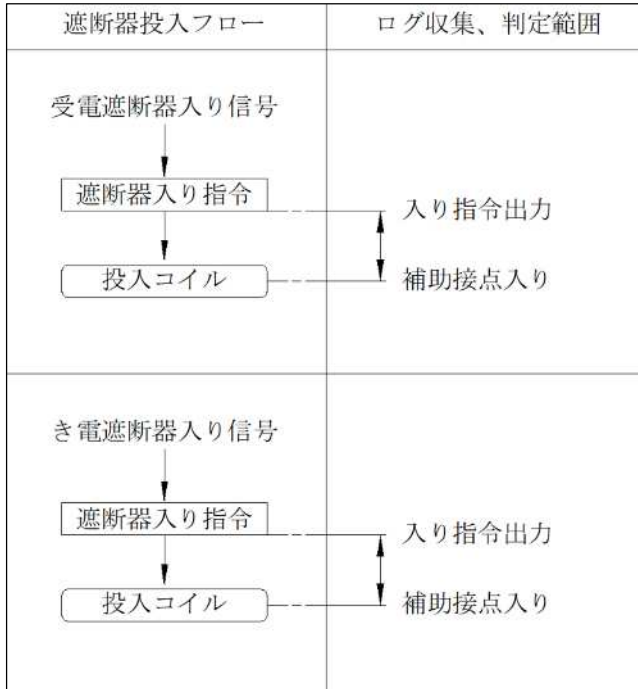 遮断器投入フロー
ログ収集、判定範囲
受電遮断器入り信号
遮断器入り指令
入り指令出力
投入コイル
補助接点入り
き電遮断器入り信号
遮断器入り指令
入り指令出力
投入コイル
補助接点入り